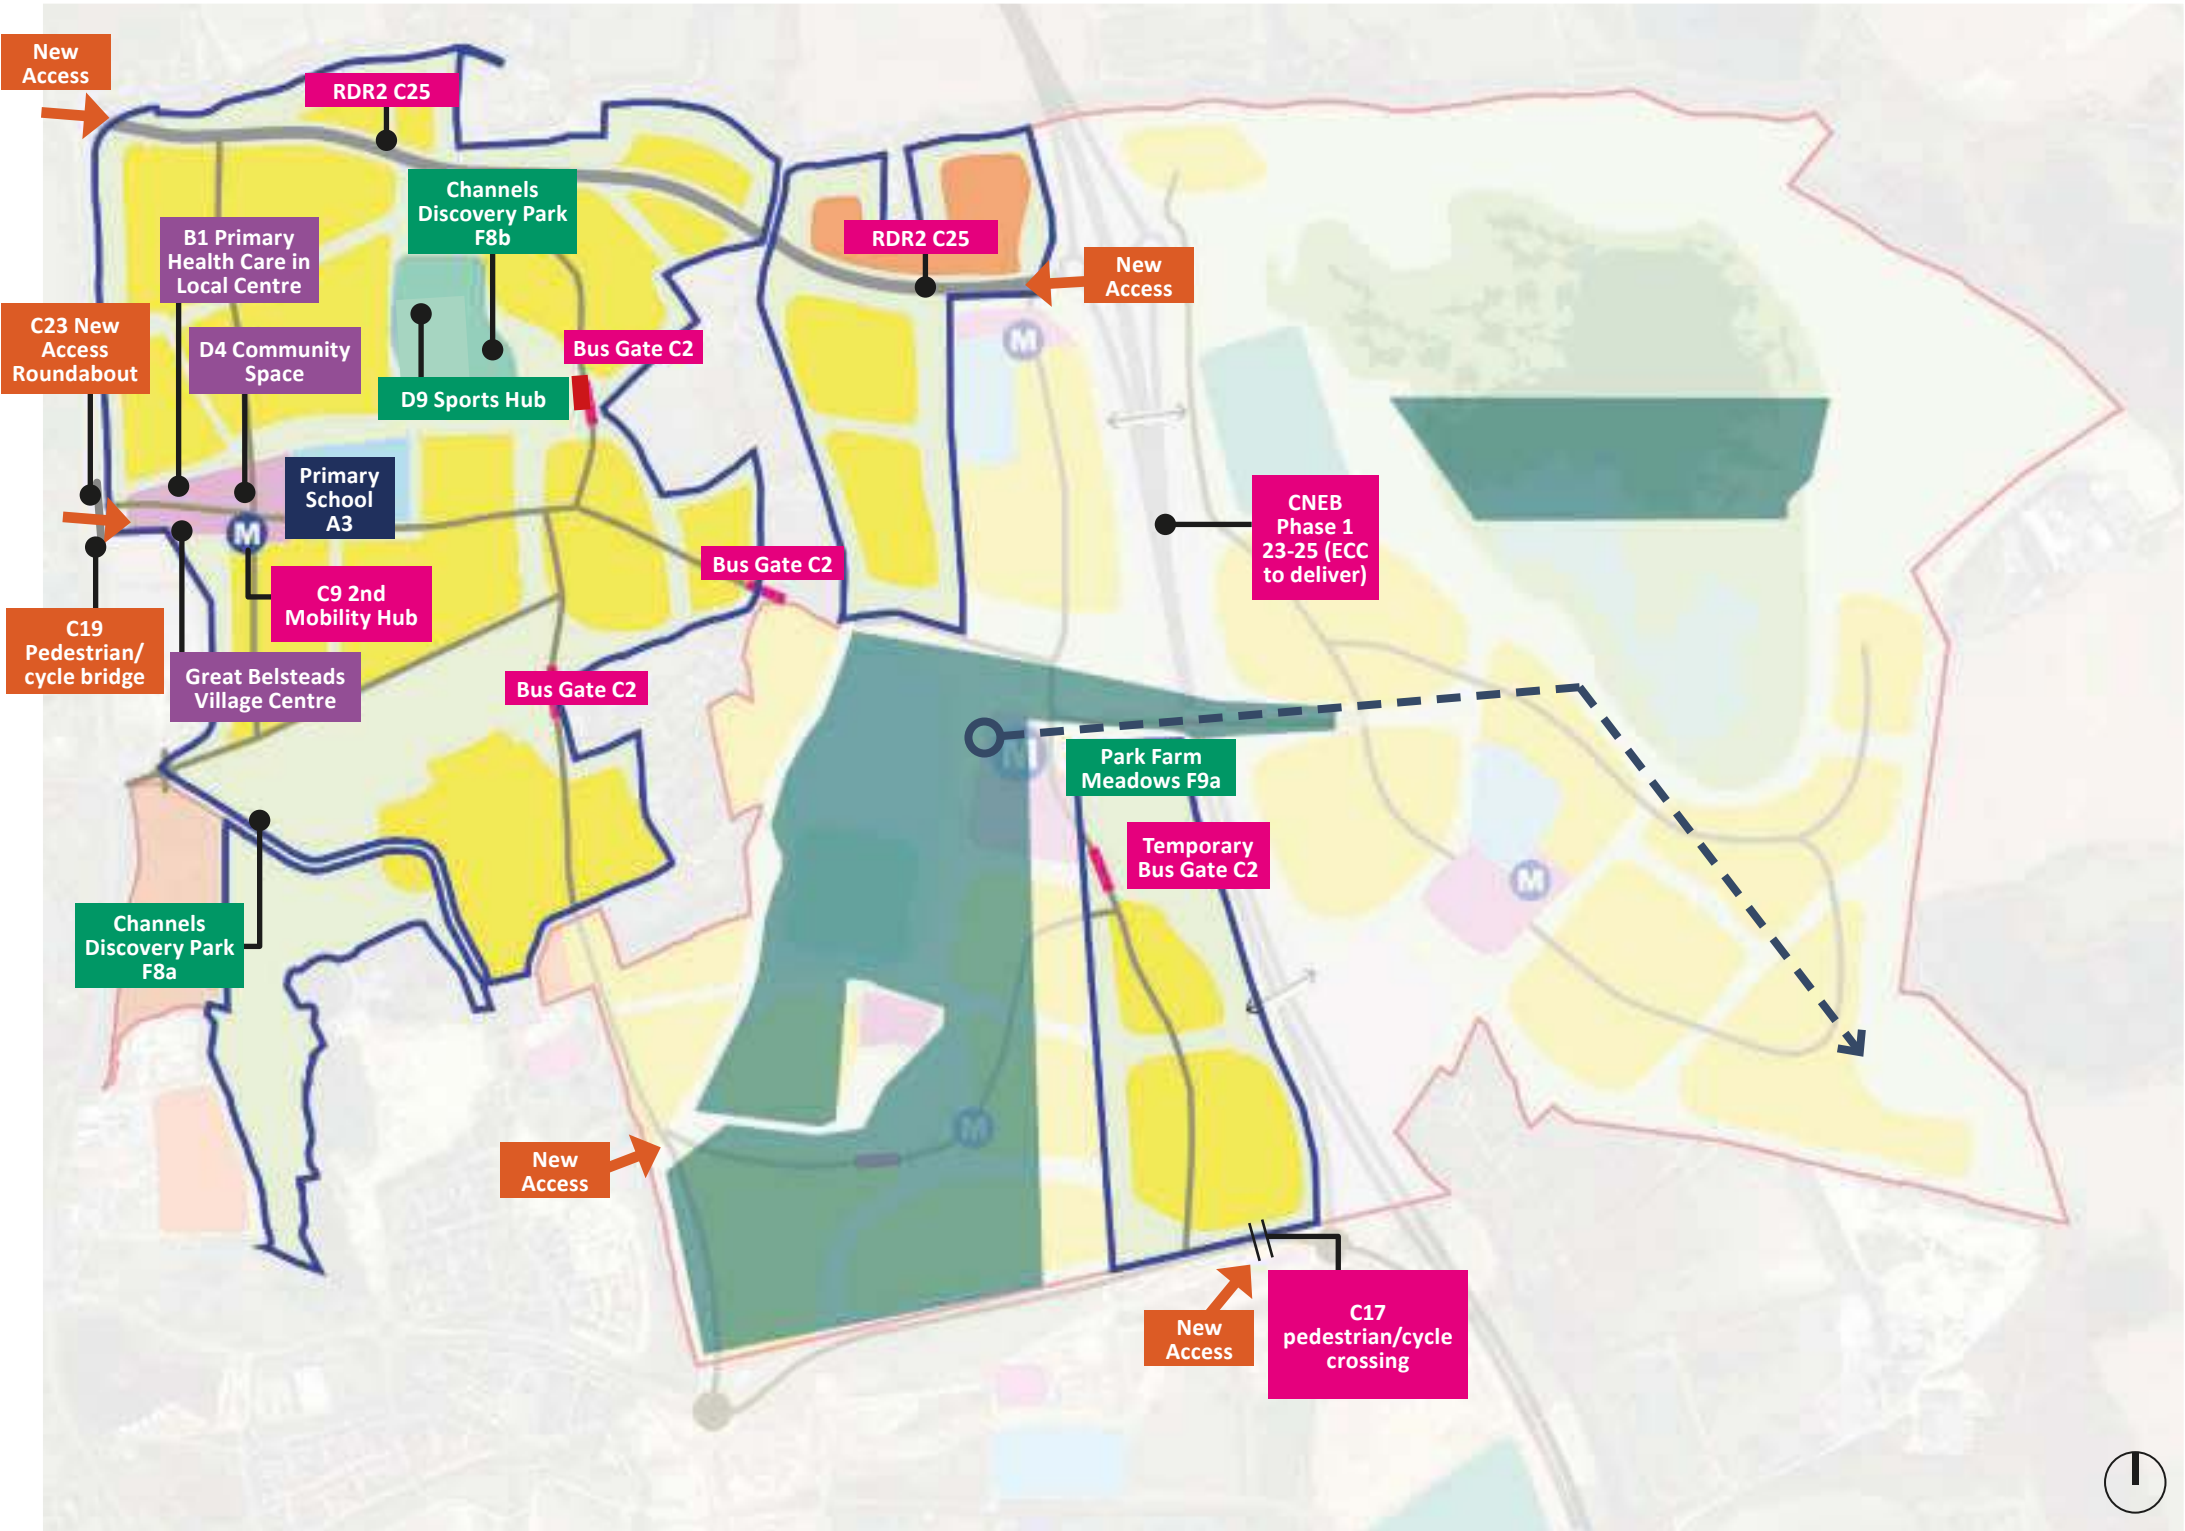 New
Access
RDR2 C25
Channels
Discovery Park
F8b
B1 Primary
Health Care in
Local Centre
RDR2 C25
New
Access
C23 New
Access
Roundabout
D4 Community
Space
Bus Gate C2
D9 Sports Hub
M
Primary
School
A3
CNEB
Phase 1
23-25 (ECC
to deliver)
M
Bus Gate C2
C9 2nd
Mobility Hub
C19
Pedestrian/
cycle bridge
Great Belsteads
Village Centre
Bus Gate C2
M
Park Farm
Meadows F9a
Temporary
Bus Gate C2
M
Channels
Discovery Park
F8a
M
New
Access
New
Access
C17
pedestrian/cycle
crossing